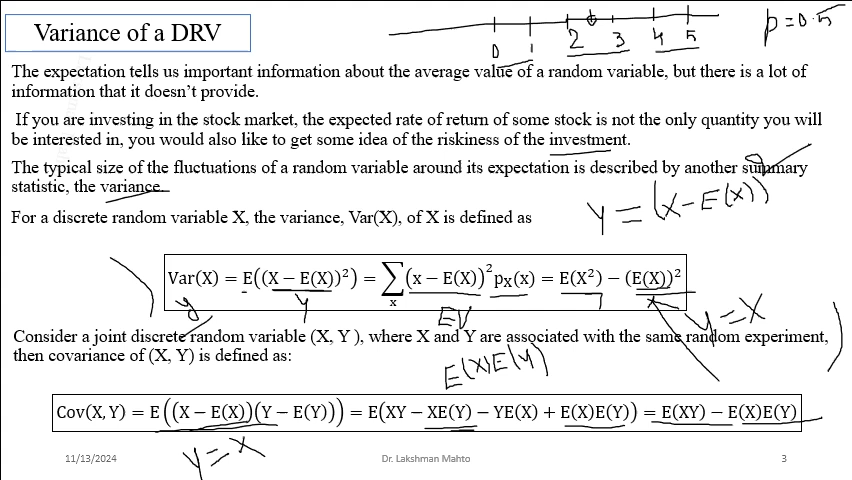 Variance of a DRV
0 1 2 3 4 5
p=0.5
The expectation tells us important information about the average value of a random variable, but there is a lot of
information that it doesn't provide.
If you are investing in the stock market, the expected rate of return of some stock is not the only quantity you will
be interested in, you would also like to get some idea of the riskiness of the investment.
The typical size of the fluctuations of a random variable around its expectation is described by another summary
statistic, the variance.
For a discrete random variable X, the variance, Var(X), of X is defined as
Y = (X-E(X))²
Var(X) = E((X − E(X))²) = ∑ₓ (x − E(X))² pₓ(x) = E(X²) − (E(X))²
y Y EV Y=X
Consider a joint discrete random variable (X, Y ), where X and Y are associated with the same random experiment,
then covariance of (X, Y) is defined as:
E(X)E(Y)
Cov(X, Y) = E((X − E(X))(Y − E(Y))) = E(XY − XE(Y) − YE(X) + E(X)E(Y)) = E(XY) − E(X)E(Y)
Y=X
11/13/2024 Dr. Lakshman Mahto 3